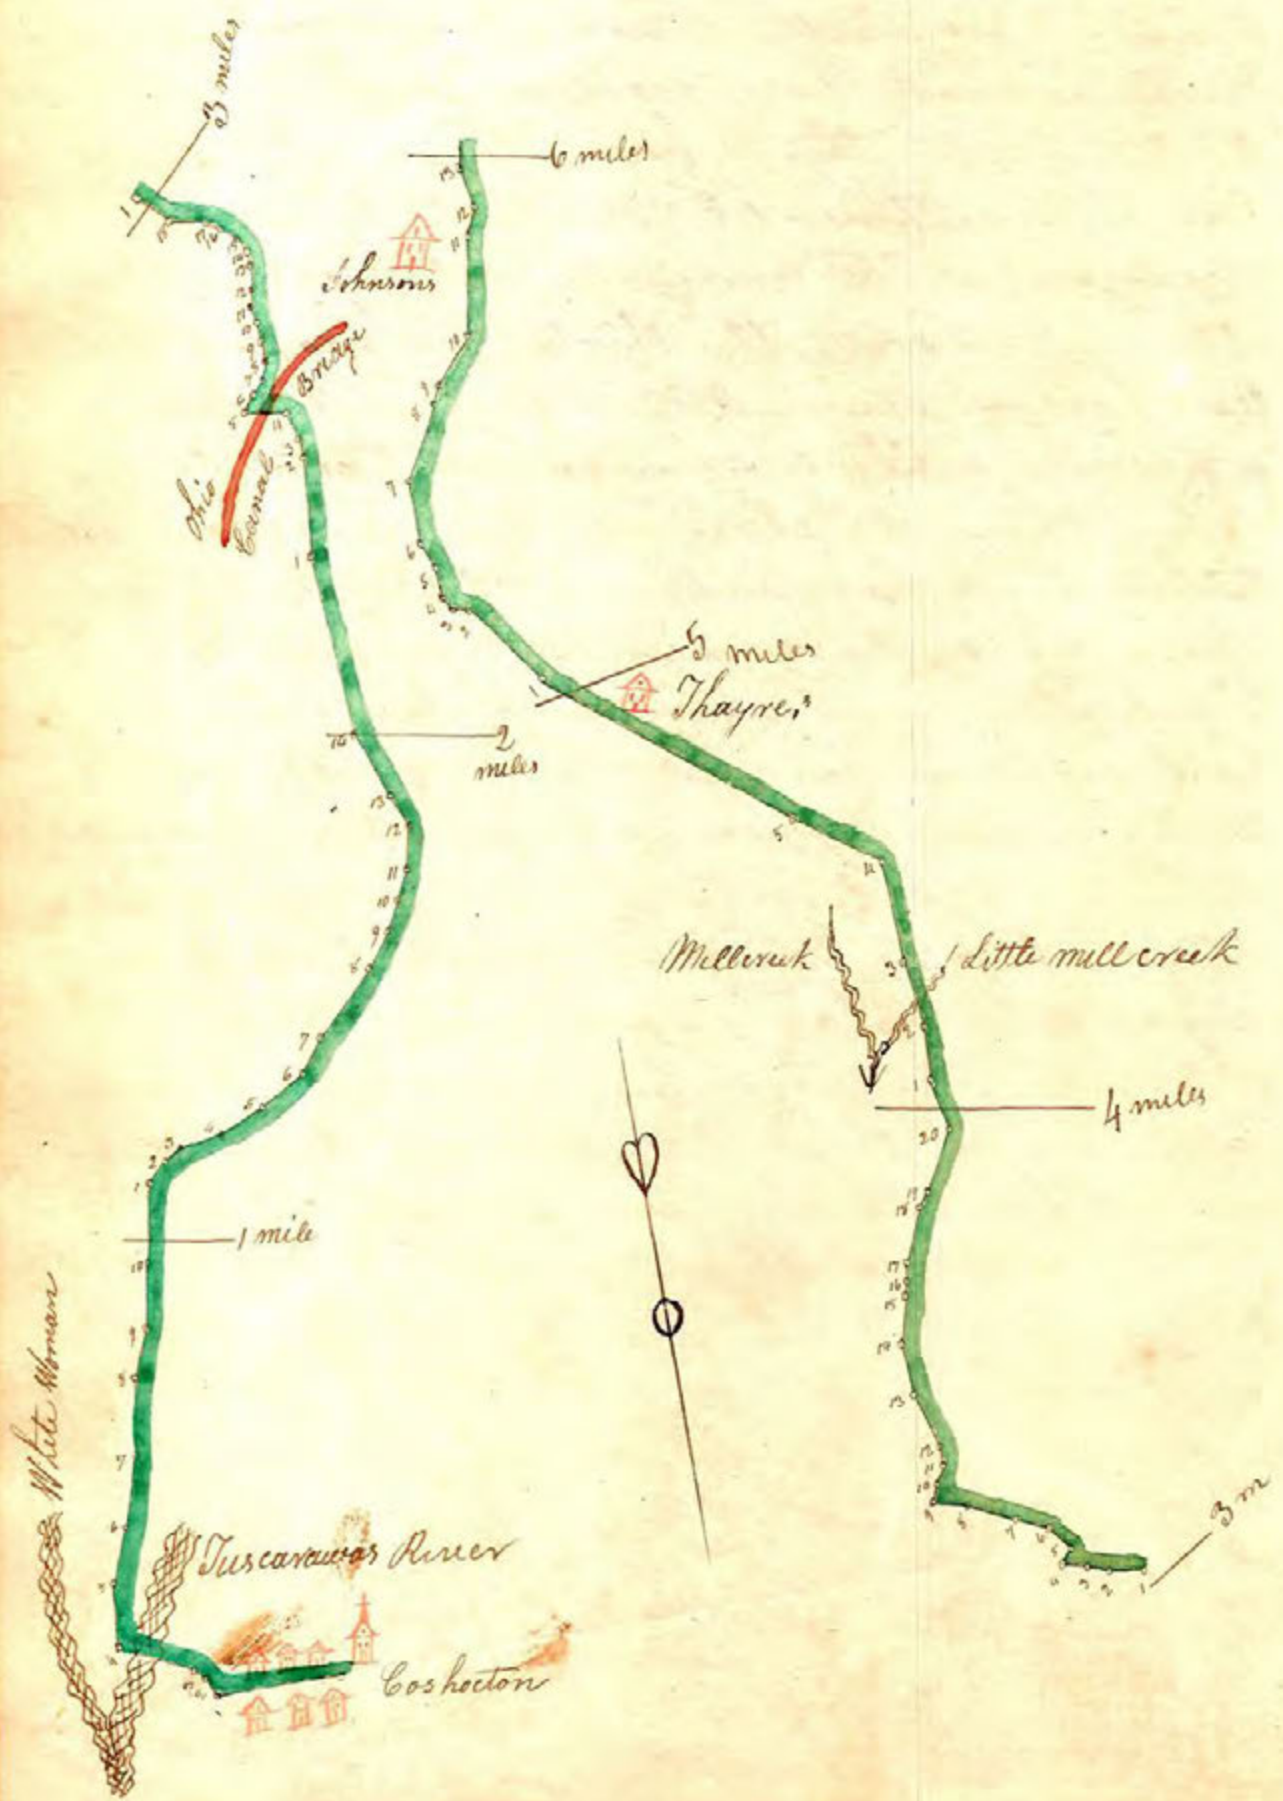 3 miles
6 miles
Johnsons
Bridge
Ohio
Canal
5 miles
Thayres
2
miles
Millcreek
Little mill creek
4 miles
1 mile
White Woman
3 m
Tuscarawas River
Coshocton